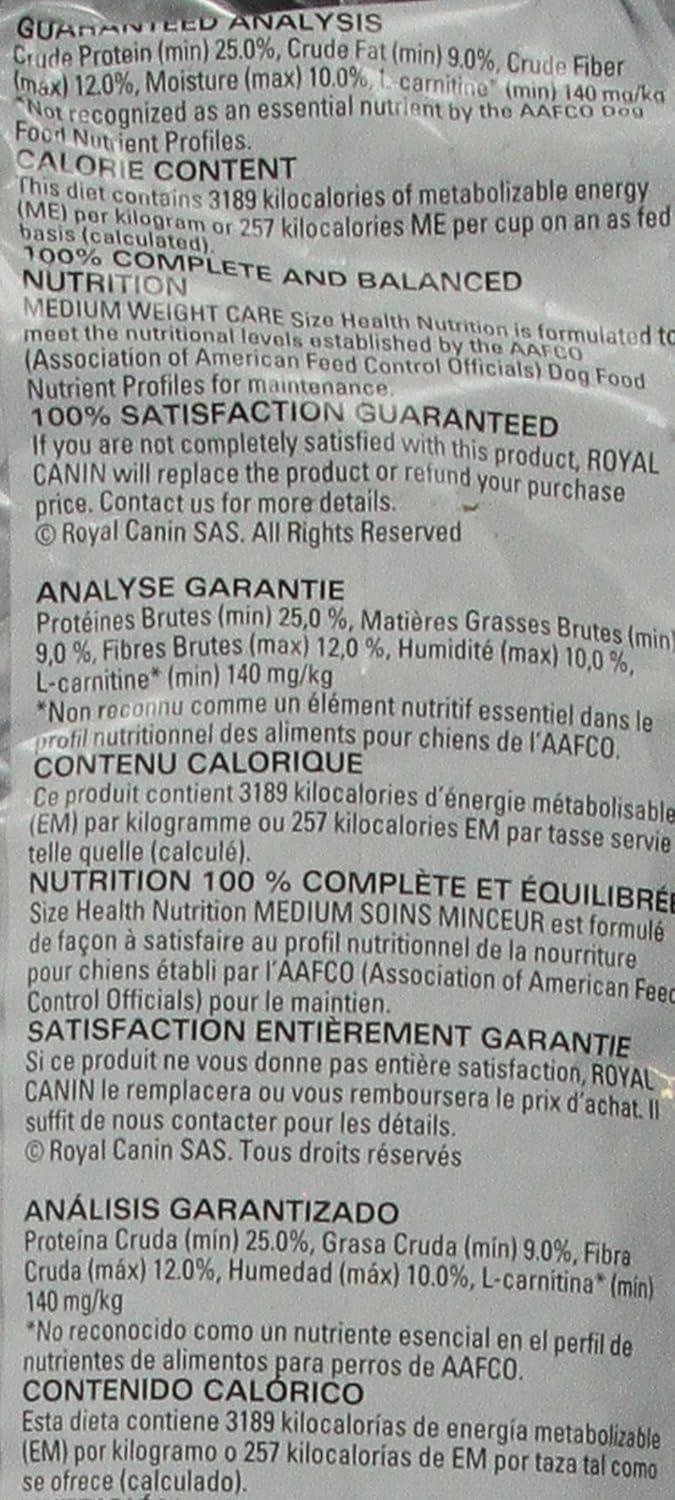 GUARANTEED ANALYSIS
Crude Protein (min) 25.0%, Crude Fat (min) 9.0%, Crude Fiber
(max) 12.0%, Moisture (max) 10.0%, L-carnitine* (min) 140 mg/kg
*Not recognized as an essential nutrient by the AAFCO Dog
Food Nutrient Profiles.
CALORIE CONTENT
This diet contains 3189 kilocalories of metabolizable energy
(ME) per kilogram or 257 kilocalories ME per cup on an as fed
basis (calculated).
100% COMPLETE AND BALANCED
NUTRITION
MEDIUM WEIGHT CARE Size Health Nutrition is formulated to
meet the nutritional levels established by the AAFCO
(Association of American Feed Control Officials) Dog Food
Nutrient Profiles for maintenance.
100% SATISFACTION GUARANTEED
If you are not completely satisfied with this product, ROYAL
CANIN will replace the product or refund your purchase
price. Contact us for more details.
© Royal Canin SAS. All Rights Reserved
ANALYSE GARANTIE
Protéines Brutes (min) 25,0 %, Matières Grasses Brutes (min)
9,0 %, Fibres Brutes (max) 12,0 %, Humidité (max) 10,0 %,
L-carnitine* (min) 140 mg/kg
*Non reconnu comme un élément nutritif essentiel dans le
profil nutritionnel des aliments pour chiens de l'AAFCO.
CONTENU CALORIQUE
Ce produit contient 3189 kilocalories d'énergie métabolisable
(EM) par kilogramme ou 257 kilocalories EM par tasse servie
telle quelle (calculé).
NUTRITION 100 % COMPLÈTE ET ÉQUILIBRÉE
Size Health Nutrition MEDIUM SOINS MINCEUR est formulé
de façon à satisfaire au profil nutritionnel de la nourriture
pour chiens établi par l'AAFCO (Association of American Feed
Control Officials) pour le maintien.
SATISFACTION ENTIÈREMENT GARANTIE
Si ce produit ne vous donne pas entière satisfaction, ROYAL
CANIN le remplacera ou vous remboursera le prix d'achat. Il
suffit de nous contacter pour les détails.
© Royal Canin SAS. Tous droits réservés
ANÁLISIS GARANTIZADO
Proteína Cruda (mín) 25.0%, Grasa Cruda (mín) 9.0%, Fibra
Cruda (máx) 12.0%, Humedad (máx) 10.0%, L-carnitina* (mín)
140 mg/kg
*No reconocido como un nutriente esencial en el perfil de
nutrientes de alimentos para perros de AAFCO.
CONTENIDO CALÓRICO
Esta dieta contiene 3189 kilocalorías de energía metabolizable
(EM) por kilogramo o 257 kilocalorías de EM por taza tal como
se ofrece (calculado).